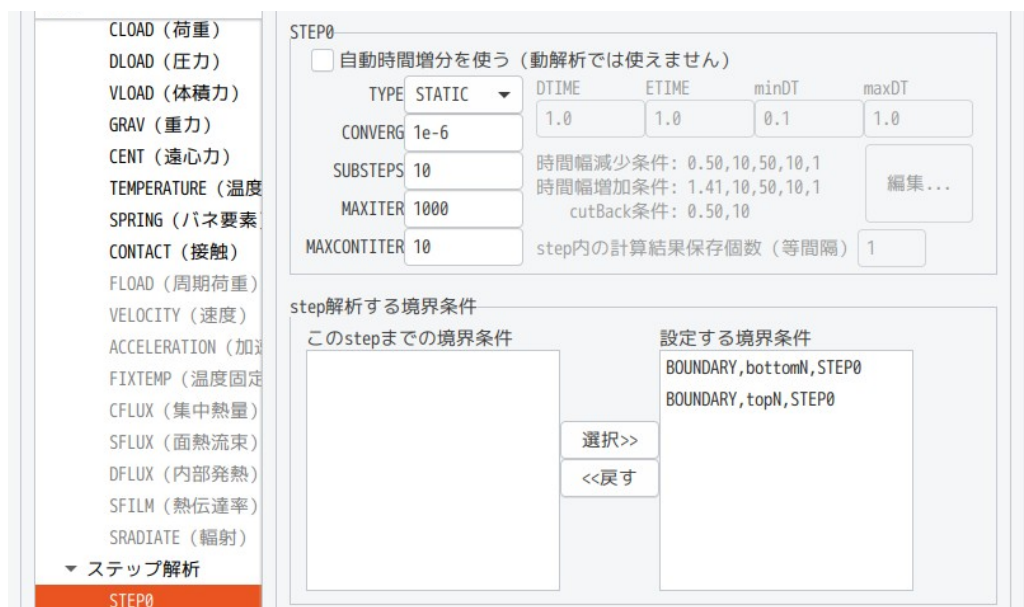 CLOAD (荷重)
DLOAD (圧力)
VLOAD (体積力)
GRAV (重力)
CENT (遠心力)
TEMPERATURE (温度
SPRING (バネ要素
CONTACT (接触)
FLOAD (周期荷重)
VELOCITY (速度)
ACCELERATION (加速
FIXTEMP (温度固定
CFLUX (集中熱量)
SFLUX (面熱流束)
DFLUX (内部発熱)
SFILM (熱伝達率)
SRADIATE (輻射)
ステップ解析
STEP0
STEP0
自動時間増分を使う (動解析では使えません)
TYPE STATIC
CONVERG 1e-6
SUBSTEPS 10
MAXITER 1000
MAXCONTITER 10
DTIME ETIME minDT maxDT
1.0 1.0 0.1 1.0
時間幅減少条件: 0.50,10,50,10,1
時間幅増加条件: 1.41,10,50,10,1
cutBack条件: 0.50,10
編集...
step内の計算結果保存個数 (等間隔) 1
step解析する境界条件
このstepまでの境界条件
設定する境界条件
BOUNDARY,bottomN,STEP0
BOUNDARY,topN,STEP0
選択>>
<<戻す